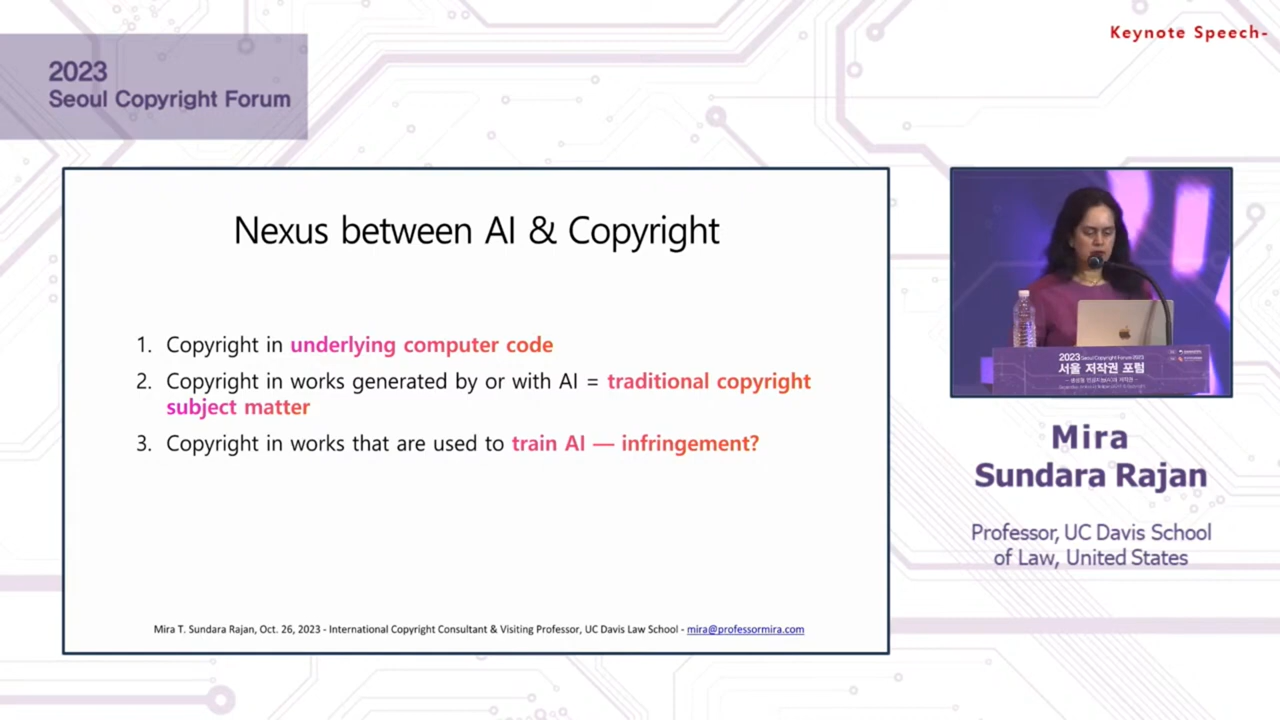 Keynote Speech-
2023
Seoul Copyright Forum
Nexus between AI & Copyright
1. Copyright in underlying computer code
2. Copyright in works generated by or with AI = traditional copyright
subject matter
3. Copyright in works that are used to train AI — infringement?
Mira T. Sundara Rajan, Oct. 26, 2023 - International Copyright Consultant & Visiting Professor, UC Davis Law School - mira@professormira.com
2023 Seoul Copyright Forum 2023
서울 저작권 포럼
Mira
Sundara Rajan
Professor, UC Davis School
of Law, United States